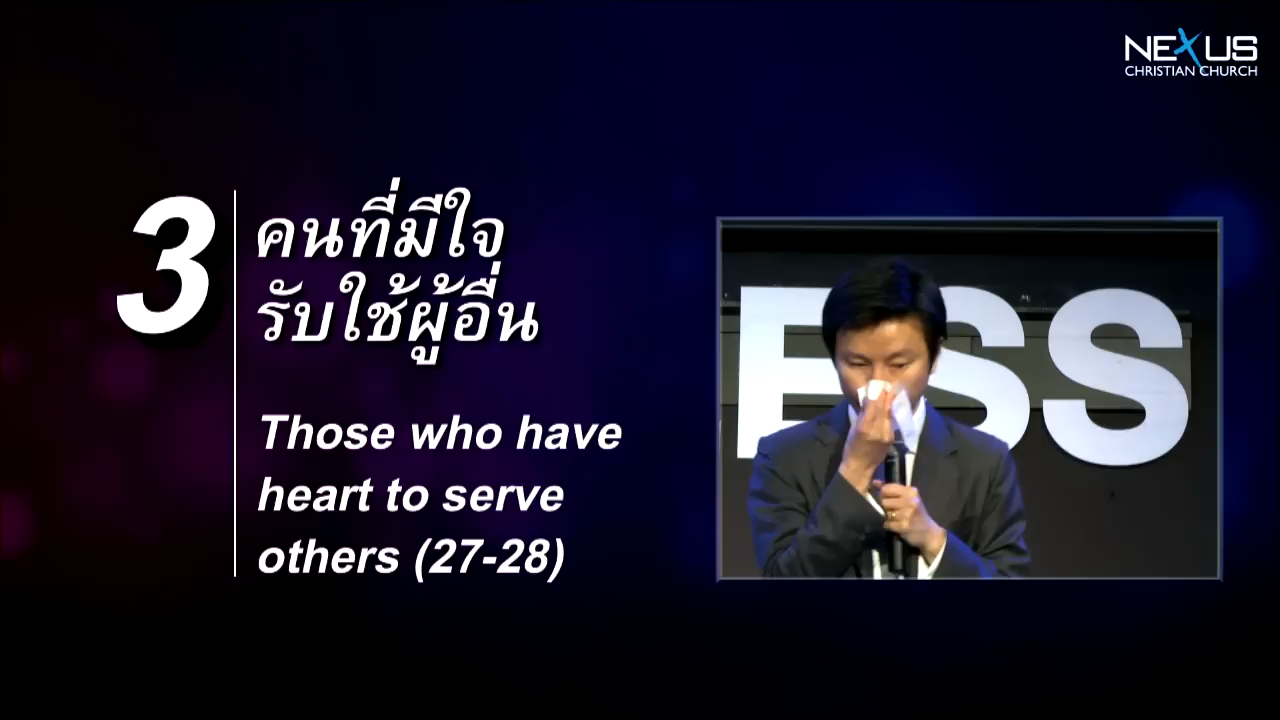 NEXUS
CHRISTIAN CHURCH
3
คนที่มีใจ
รับใช้ผู้อื่น
Those who have
heart to serve
others (27-28)
ESS